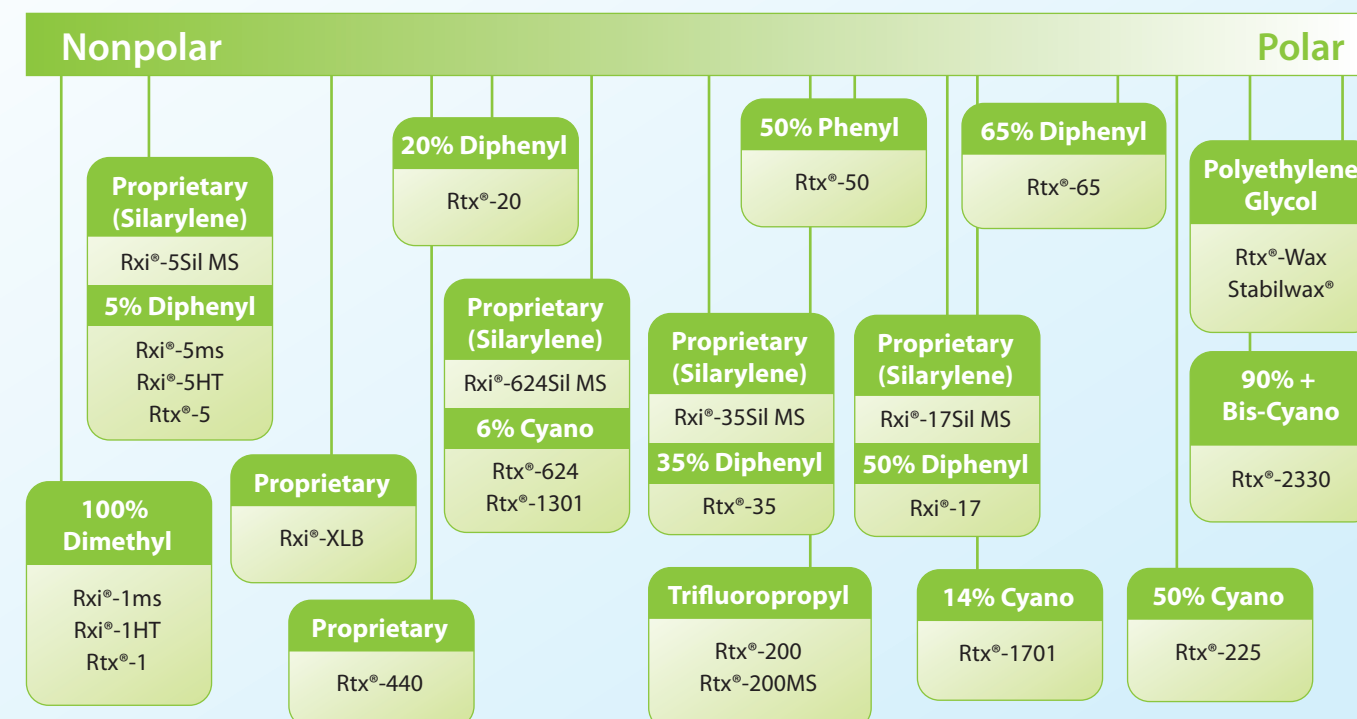 Nonpolar
Polar
Proprietary
(Silarylene)
Rxi®-5Sil MS
5% Diphenyl
Rxi®-5ms
Rxi®-5HT
Rtx®-5
100%
Dimethyl
Rxi®-1ms
Rxi®-1HT
Rtx®-1
Proprietary
Rxi®-XLB
20% Diphenyl
Rtx®-20
Proprietary
Rtx®-440
Proprietary
(Silarylene)
Rxi®-624Sil MS
6% Cyano
Rtx®-624
Rtx®-1301
Proprietary
(Silarylene)
Rxi®-35Sil MS
35% Diphenyl
Rtx®-35
Trifluoropropyl
Rtx®-200
Rtx®-200MS
50% Phenyl
Rtx®-50
Proprietary
(Silarylene)
Rxi®-17Sil MS
50% Diphenyl
Rxi®-17
14% Cyano
Rtx®-1701
65% Diphenyl
Rtx®-65
50% Cyano
Rtx®-225
Polyethylene
Glycol
Rtx®-Wax
Stabilwax®
90% +
Bis-Cyano
Rtx®-2330